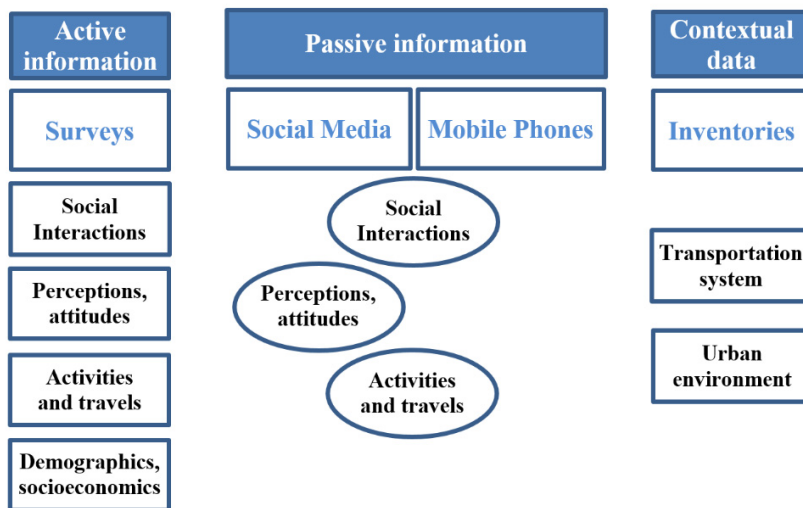 Active
information
Passive information
Contextual
data
Surveys
Social Media
Mobile Phones
Inventories
Social
Interactions
Perceptions,
attitudes
Activities
and travels
Demographics,
socioeconomics
Social
Interactions
Perceptions,
attitudes
Activities
and travels
Transportation
system
Urban
environment